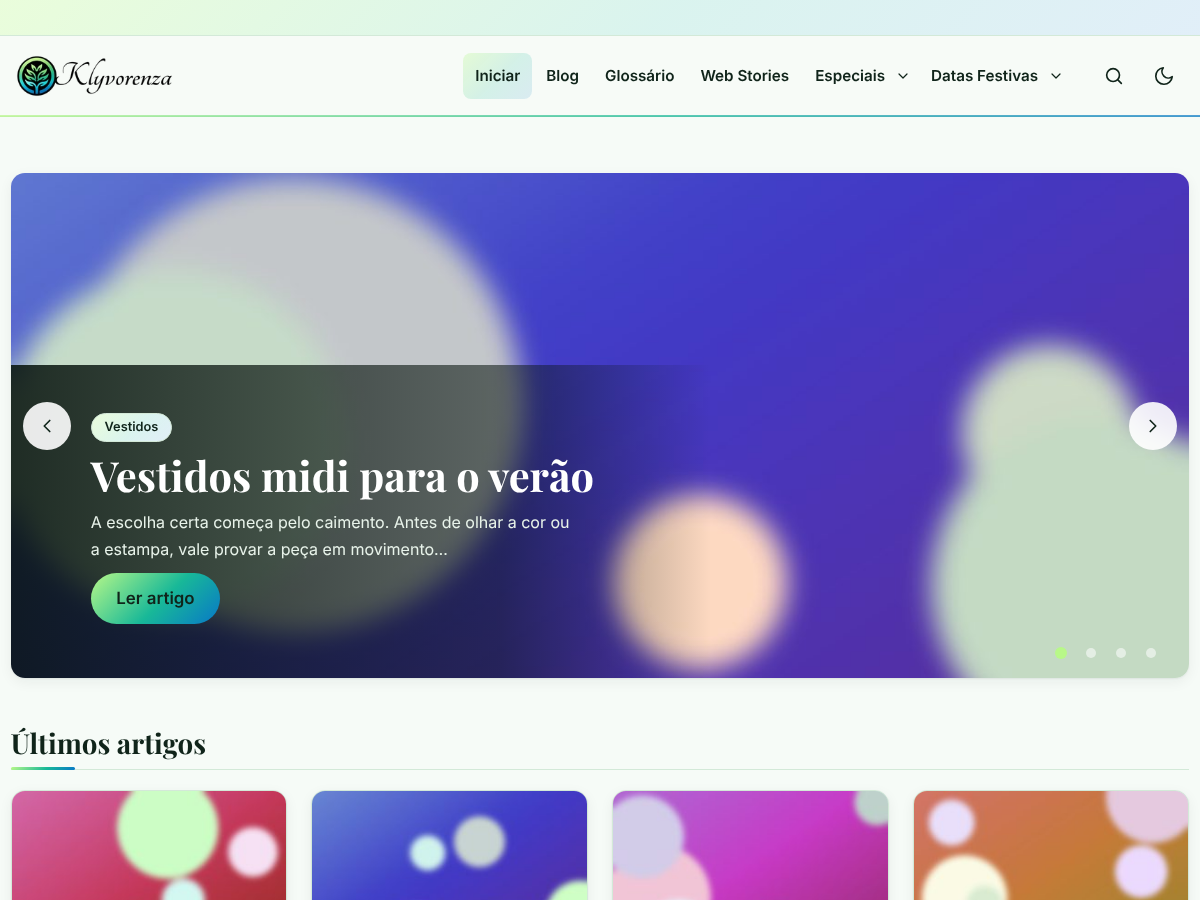 Klyvorenza
Iniciar
Blog
Glossário
Web Stories
Especiais
Datas Festivas
Vestidos
Vestidos midi para o verão
A escolha certa começa pelo caimento. Antes de olhar a cor ou
a estampa, vale provar a peça em movimento...
Ler artigo
Últimos artigos